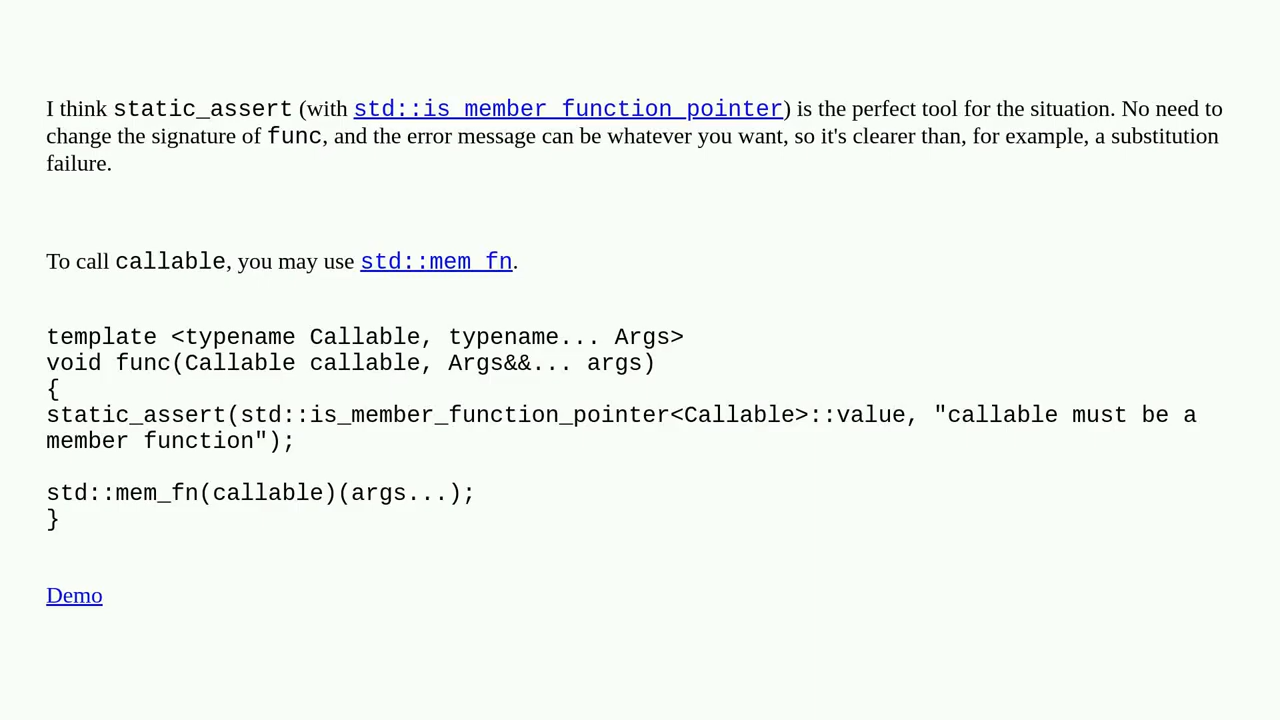 I think static_assert (with std::is_member_function_pointer) is the perfect tool for the situation. No need to
change the signature of func, and the error message can be whatever you want, so it's clearer than, for example, a substitution
failure.
To call callable, you may use std::mem_fn.
template <typename Callable, typename... Args>
void func(Callable callable, Args&&... args)
{
static_assert(std::is_member_function_pointer<Callable>::value, "callable must be a
member function");
std::mem_fn(callable)(args...);
}
Demo